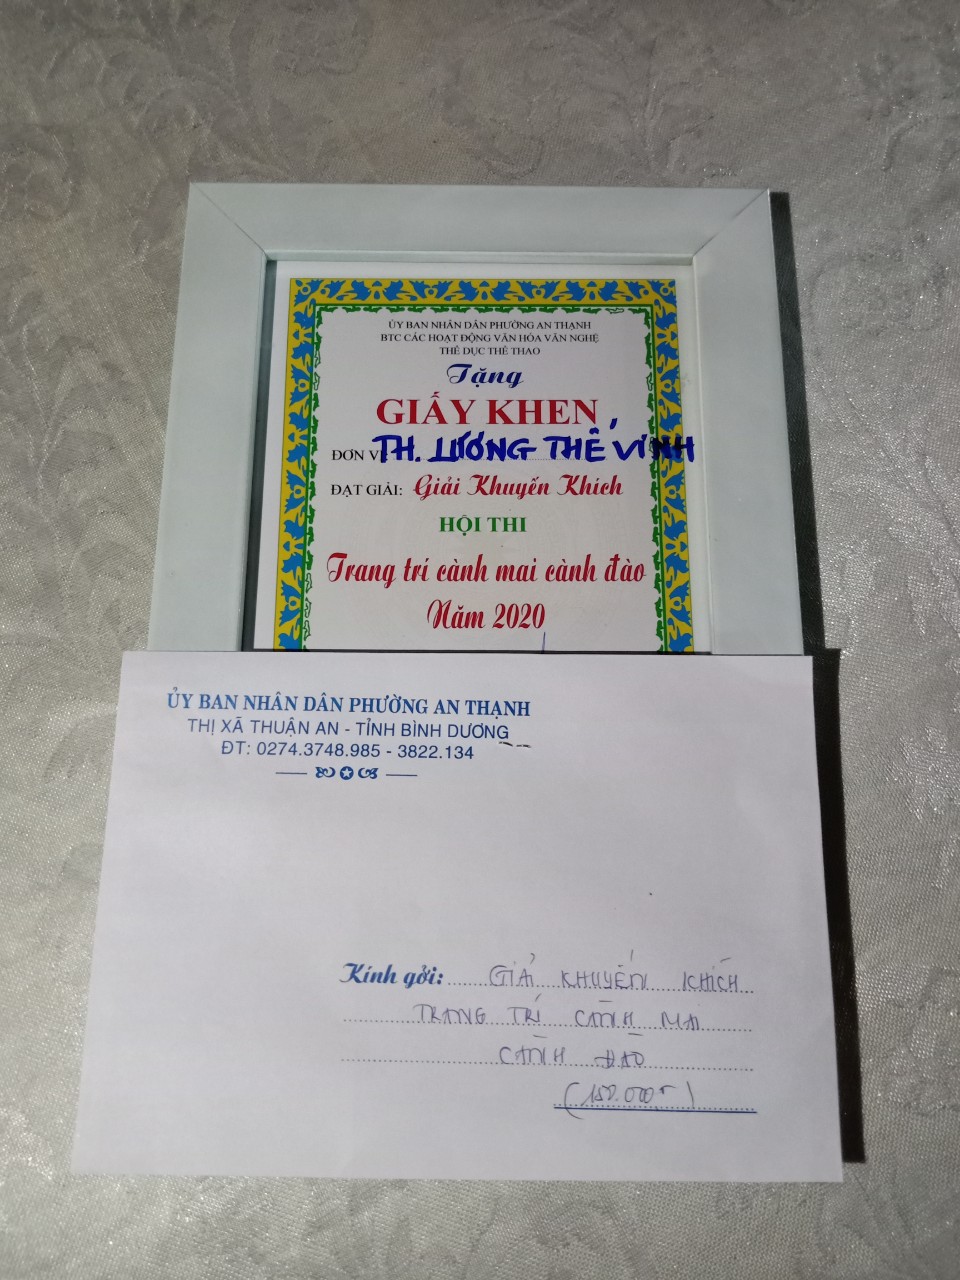 ỦY BAN NHÂN DÂN PHƯỜNG AN THẠNH
BTC CÁC HOẠT ĐỘNG VĂN HÓA VĂN NGHỆ
THỂ DỤC THỂ THAO
Tặng
GIẤY KHEN
ĐƠN VỊ TH. LƯƠNG THẾ VINH
ĐẠT GIẢI: Giải Khuyến Khích
HỘI THI
Trang trí cành mai cành đào
Năm 2020
ỦY BAN NHÂN DÂN PHƯỜNG AN THẠNH
THỊ XÃ THUẬN AN - TỈNH BÌNH DƯƠNG
ĐT: 0274.3748.985 - 3822.134
Kính gởi: GIẢI KHUYẾN KHÍCH
TRANG TRÍ CÀNH MAI
CÀNH ĐÀO
(150.000đ)